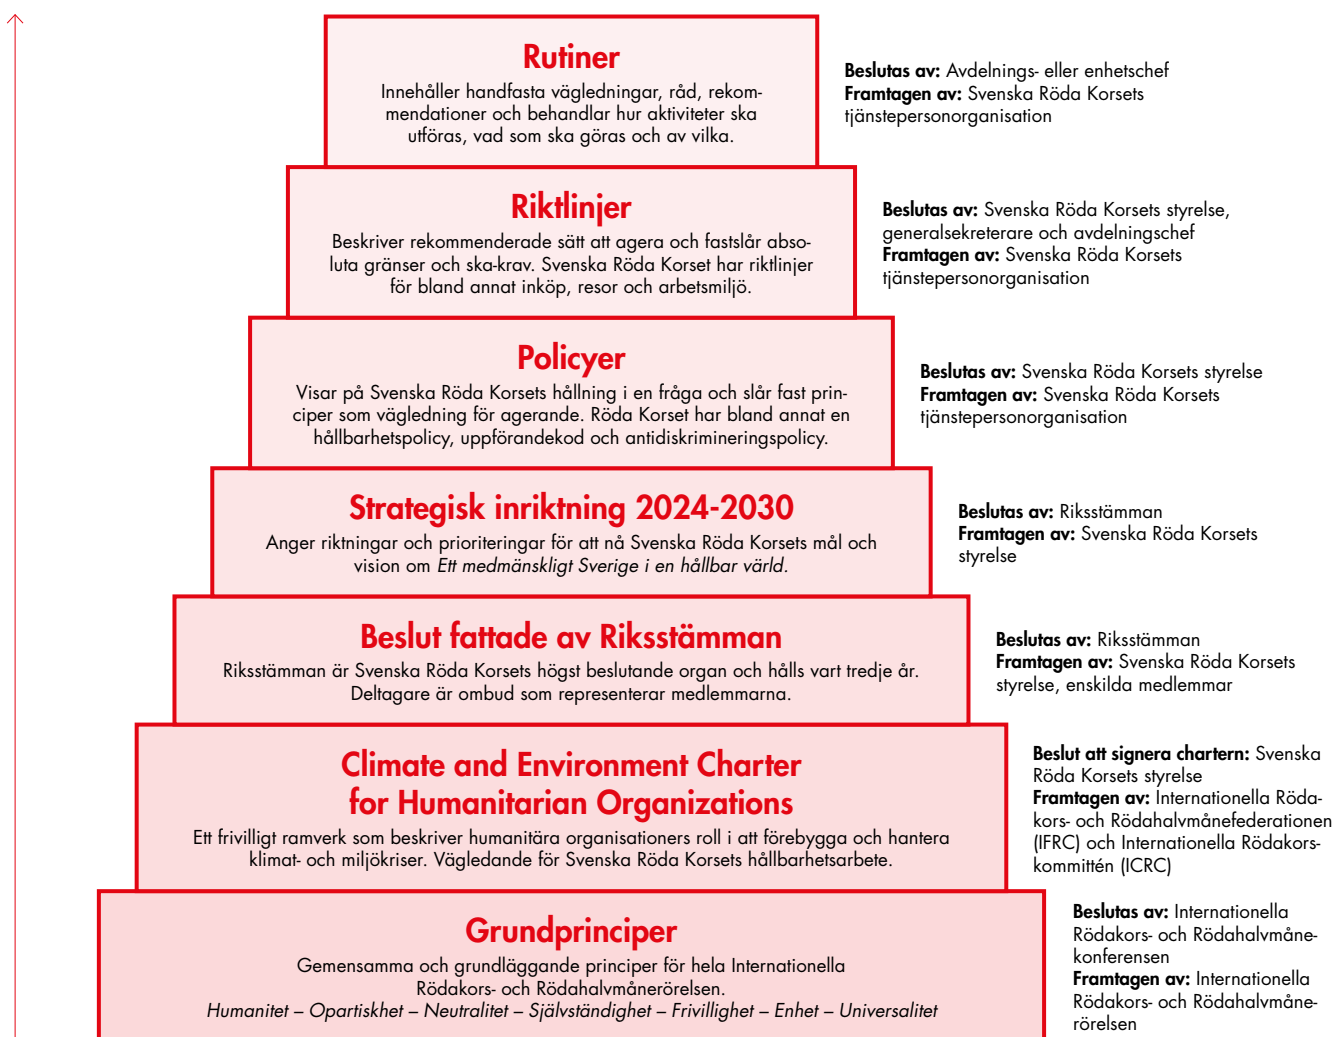 Rutiner
Innehåller handfasta vägledningar, råd, rekom-
mendationer och behandlar hur aktiviteter ska
utföras, vad som ska göras och av vilka.
Beslutas av: Avdelnings- eller enhetschef
Framtagen av: Svenska Röda Korsets
tjänstepersonorganisation
Riktlinjer
Beskriver rekommenderade sätt att agera och fastslår abso-
luta gränser och ska-krav. Svenska Röda Korset har riktlinjer
för bland annat inköp, resor och arbetsmiljö.
Beslutas av: Svenska Röda Korsets styrelse,
generalsekreterare och avdelningschef
Framtagen av: Svenska Röda Korsets
tjänstepersonorganisation
Policyer
Visar på Svenska Röda Korsets hållning i en fråga och slår fast prin-
ciper som vägledning för agerande. Röda Korset har bland annat en
hållbarhetspolicy, uppförandekod och antidiskrimineringspolicy.
Beslutas av: Svenska Röda Korsets styrelse
Framtagen av: Svenska Röda Korsets
tjänstepersonorganisation
Strategisk inriktning 2024-2030
Anger riktningar och prioriteringar för att nå Svenska Röda Korsets mål och
vision om Ett medmänskligt Sverige i en hållbar värld.
Beslutas av: Riksstämman
Framtagen av: Svenska Röda Korsets
styrelse
Beslut fattade av Riksstämman
Riksstämman är Svenska Röda Korsets högst beslutande organ och hålls vart tredje år.
Deltagare är ombud som representerar medlemmarna.
Beslutas av: Riksstämman
Framtagen av: Svenska Röda Korsets
styrelse, enskilda medlemmar
Climate and Environment Charter
for Humanitarian Organizations
Ett frivilligt ramverk som beskriver humanitära organisationers roll i att förebygga och hantera
klimat- och miljökriser. Vägledande för Svenska Röda Korsets hållbarhetsarbete.
Beslut att signera chartern: Svenska
Röda Korsets styrelse
Framtagen av: Internationella Röda-
kors- och Rödahalvmånefederationen
(IFRC) och Internationella Rödakors-
kommittén (ICRC)
Grundprinciper
Gemensamma och grundläggande principer för hela Internationella
Rödakors- och Rödahalvmånerörelsen.
Humanitet – Opartiskhet – Neutralitet – Självständighet – Frivillighet – Enhet – Universalitet
Beslutas av: Internationella
Rödakors- och Rödahalvmåne-
konferensen
Framtagen av: Internationella
Rödakors- och Rödahalvmåne-
rörelsen